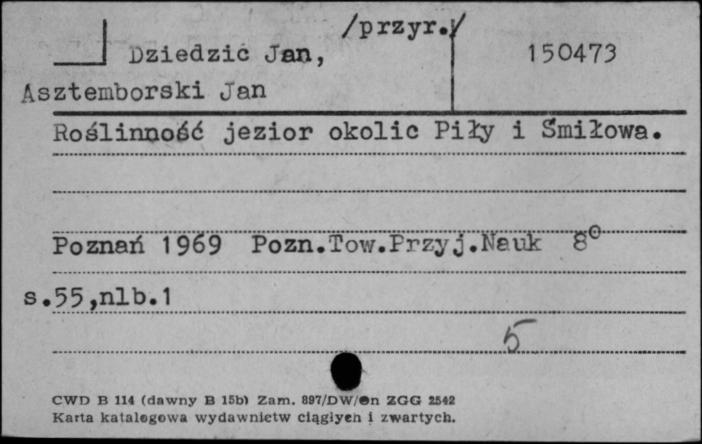 /przyr./
Dziedzic Jan, 150473
Asztemborski Jan
Roślinność jezior okolic Piły i Śmiłowa.
Poznań 1969 Pozn.Tow.Przyj.Nauk 8°
s.55,nlb.1
5
CWD B 114 (dawny B 15b) Zam. 897/DW/en ZGG 2542
Karta katalogowa wydawnictw ciągłych i zwartych.